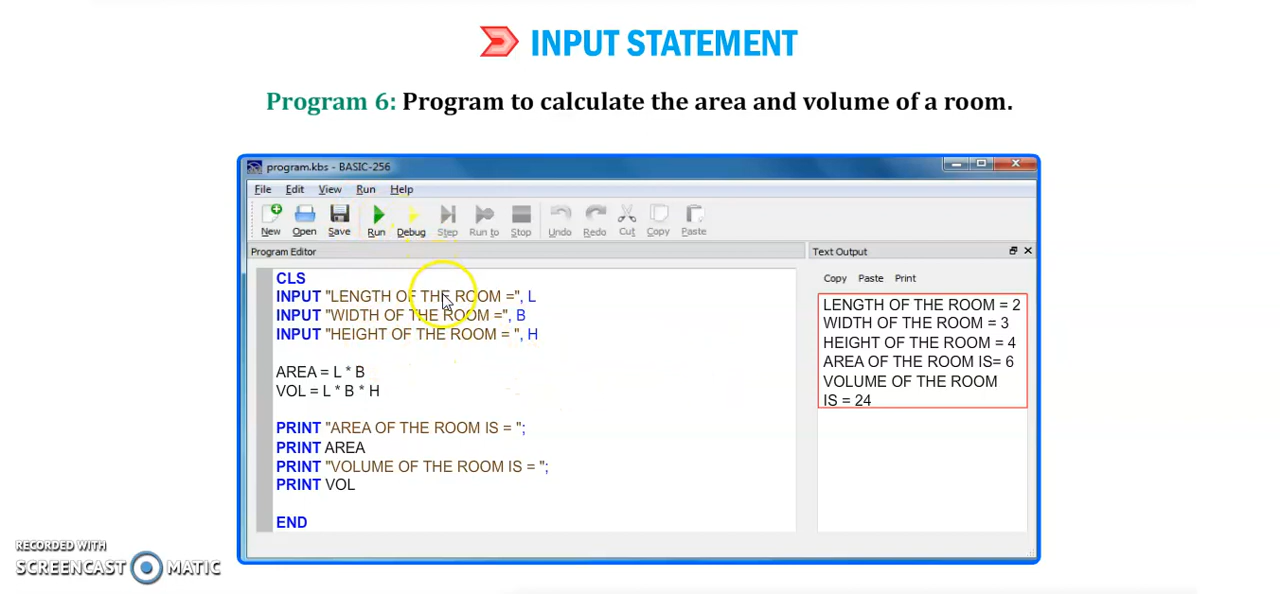 INPUT STATEMENT
Program 6: Program to calculate the area and volume of a room.
program.kbs - BASIC-256
File Edit View Run Help
New Open Save Run Debug Step Run to Stop Undo Redo Cut Copy Paste
Program Editor
CLS
INPUT "LENGTH OF THE ROOM =", L
INPUT "WIDTH OF THE ROOM =", B
INPUT "HEIGHT OF THE ROOM = ", H
AREA = L * B
VOL = L * B * H
PRINT "AREA OF THE ROOM IS = ";
PRINT AREA
PRINT "VOLUME OF THE ROOM IS = ";
PRINT VOL
END
Text Output
Copy Paste Print
LENGTH OF THE ROOM = 2
WIDTH OF THE ROOM = 3
HEIGHT OF THE ROOM = 4
AREA OF THE ROOM IS= 6
VOLUME OF THE ROOM
IS = 24
RECORDED WITH
SCREENCAST MATIC